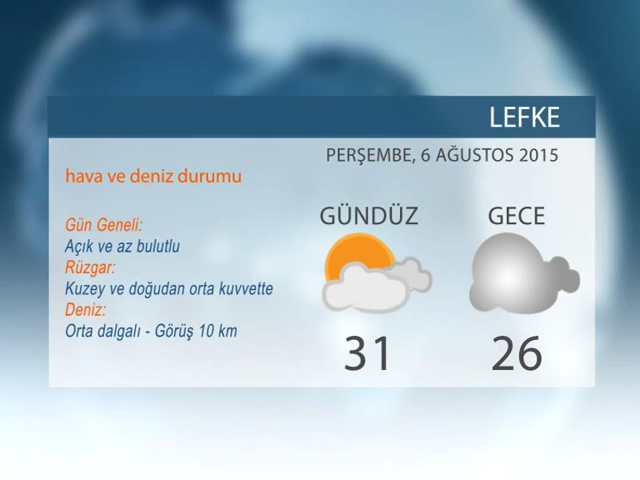 LEFKE
PERŞEMBE, 6 AĞUSTOS 2015
hava ve deniz durumu
Gün Geneli:
Açık ve az bulutlu
Rüzgar:
Kuzey ve doğudan orta kuvvette
Deniz:
Orta dalgalı - Görüş 10 km
GÜNDÜZ
31
GECE
26